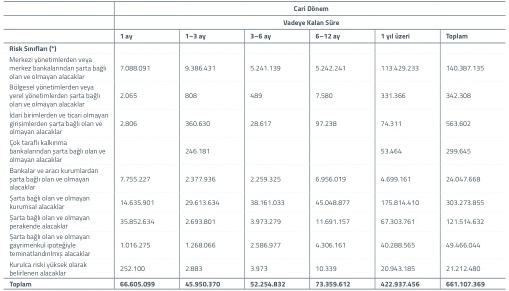 Cari Dönem
Vadeye Kalan Süre
1 ay 1–3 ay 3–6 ay 6–12 ay 1 yıl üzeri Toplam
Risk Sınıfları (*)
Merkezi yönetimlerden veya
merkez bankalarından şarta bağlı
olan ve olmayan alacaklar 7.088.091 9.386.431 5.241.139 5.242.241 113.429.233 140.387.135
Bölgesel yönetimlerden veya
yerel yönetimlerden şarta bağlı
olan ve olmayan alacaklar 2.065 808 489 7.580 331.366 342.308
İdari birimlerden ve ticari olmayan
girişimlerden şarta bağlı olan ve
olmayan alacaklar 2.806 360.630 28.617 97.238 74.311 563.602
Çok taraflı kalkınma
bankalarından şarta bağlı olan ve
olmayan alacaklar 246.181 53.464 299.645
Bankalar ve aracı kurumlardan
şarta bağlı olan ve olmayan
alacaklar 7.755.227 2.377.936 2.259.325 6.956.019 4.699.161 24.047.668
Şarta bağlı olan ve olmayan
kurumsal alacaklar 14.635.901 29.613.634 38.161.033 45.048.877 175.814.410 303.273.855
Şarta bağlı olan ve olmayan
perakende alacaklar 35.852.634 2.693.801 3.973.279 11.691.157 67.303.761 121.514.632
Şarta bağlı olan ve olmayan
gayrimenkul ipoteğiyle
teminatlandırılmış alacaklar 1.016.275 1.268.066 2.586.977 4.306.161 40.288.565 49.466.044
Kurulca riski yüksek olarak
belirlenen alacaklar 252.100 2.883 3.973 10.339 20.943.185 21.212.480
Toplam 66.605.099 45.950.370 52.254.832 73.359.612 422.937.456 661.107.369